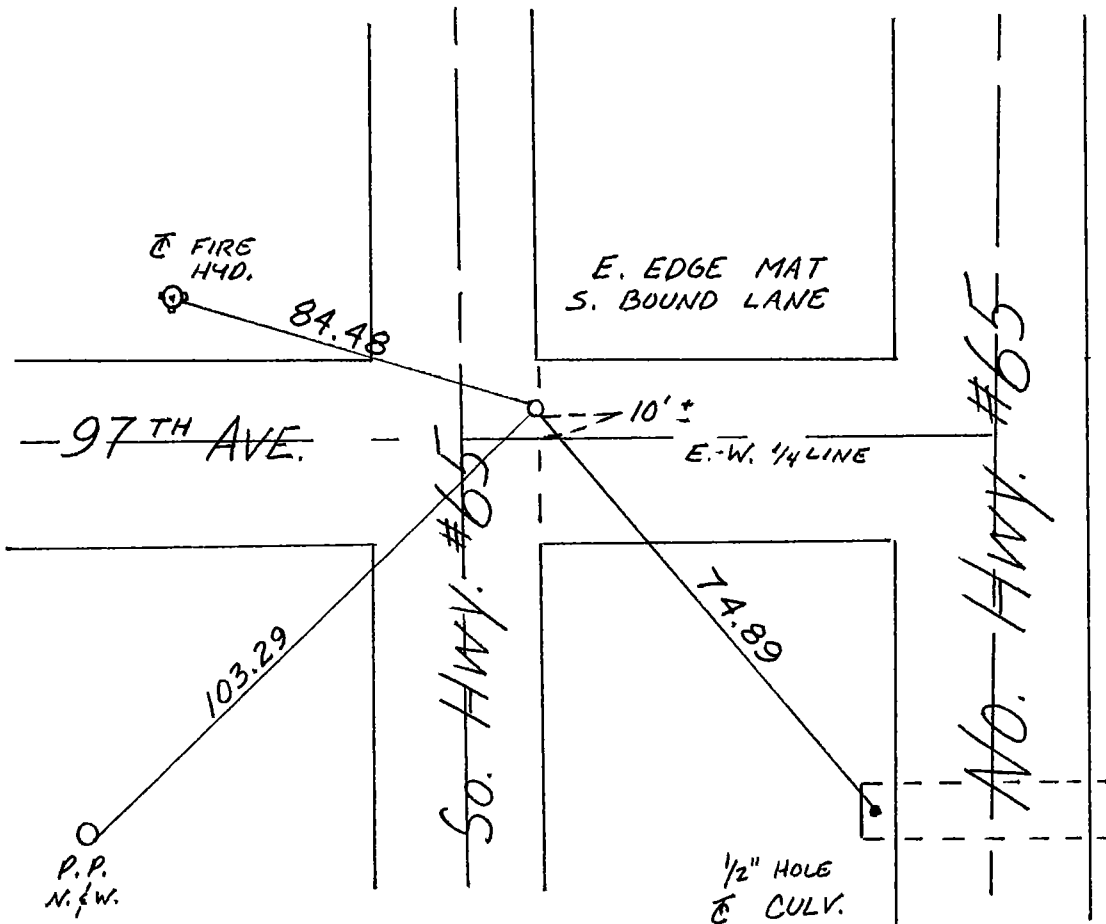 ℄ FIRE
HYD.
84.48
E. EDGE MAT
S. BOUND LANE
97TH AVE.
10' ±
E.-W. 1/4 LINE
SO. HWY. #65
NO. HWY. #65
103.29
74.89
P.P.
N. & W.
1/2" HOLE
℄ CULV.